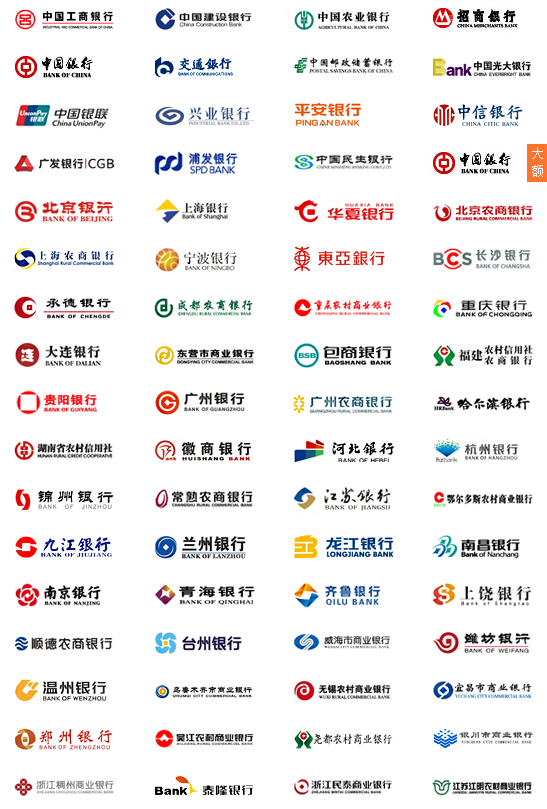 中国工商银行
INDUSTRIAL AND COMMERCIAL BANK OF CHINA
中国建设银行
China Construction Bank
中国农业银行
AGRICULTURAL BANK OF CHINA
招商银行
CHINA MERCHANTS BANK
中国银行
BANK OF CHINA
交通银行
BANK OF COMMUNICATIONS
中国邮政储蓄银行
POSTAL SAVINGS BANK OF CHINA
Bank 中国光大银行
CHINA EVERBRIGHT BANK
UnionPay 银联
中国银联
China UnionPay
兴业银行
INDUSTRIAL BANK CO.,LTD.
平安银行
PING AN BANK
中信银行
CHINA CITIC BANK
广发银行|CGB
浦发银行
SPD BANK
中国民生银行
CHINA MINSHENG BANKING CORP.,LTD.
中国银行
BANK OF CHINA
大额
北京银行
BANK OF BEIJING
上海银行
Bank of Shanghai
HUAXIA BANK
华夏银行
北京农商银行
BEIJING RURAL COMMERCIAL BANK
上海农商银行
Shanghai Rural Commercial Bank
宁波银行
BANK OF NINGBO
東亞銀行
BCS 长沙银行
BANK OF CHANGSHA
承德银行
BANK OF CHENGDE
成都农商银行
CHENGDU RURAL COMMERCIAL BANK
重庆农村商业银行
CHONGQING RURAL COMMERCIAL BANK
重庆银行
BANK OF CHONGQING
大连银行
BANK OF DALIAN
东营市商业银行
DONGYING CITY COMMERCIAL BANK
BSB 包商銀行
BAOSHANG BANK
福建农村信用社
农商银行
贵阳银行
BANK OF GUIYANG
广州银行
BANK OF GUANGZHOU
广州农商银行
GUANGZHOU RURAL COMMERCIAL BANK
HRBank 哈尔滨银行
湖南省农村信用社
HUNAN RURAL CREDIT COOPERATIVE
Bank 徽商银行
HUISHANG BANK
河北银行
BANK OF HEBEI
hzbank 杭州银行
BANK OF HANGZHOU
锦州银行
BANK OF JINZHOU
常熟农商银行
CHANGSHU RURAL COMMERCIAL BANK
江苏银行
BANK OF JIANGSU
鄂尔多斯农村商业银行
九江银行
BANK OF JIUJIANG
兰州银行
BANK OF LANZHOU
龙江银行
LONGJIANG BANK
南昌银行
Bank of Nanchang
南京银行
BANK OF NANJING
青海银行
BANK OF QINGHAI
齐鲁银行
QILU BANK
上饶银行
Bank of Shangrao
顺德农商银行
台州银行
威海市商业银行
WEIHAI CITY COMMERCIAL BANK
潍坊银行
BANK OF WEIFANG
温州银行
BANK OF WENZHOU
乌鲁木齐市商业银行
URUMQI CITY COMMERCIAL BANK
无锡农村商业银行
WUXI RURAL COMMERCIAL BANK
宜昌市商业银行
YICHANG CITY COMMERCIAL BANK
郑州银行
BANK OF ZHENGZHOU
吴江农村商业银行
WUJIANG RURAL COMMERCIAL BANK
尧都农村商业银行
银川市商业银行
YINCHUAN CITY COMMERCIAL BANK
浙江稠州商业银行
ZHEJIANG CHOUZHOU COMMERCIAL BANK
Bank 泰隆银行
浙江民泰商业银行
ZHEJIANG MINTAI COMMERCIAL BANK
江苏江阴农村商业银行
JIANGSU JIANGYIN RURAL COMMERCIAL BANK